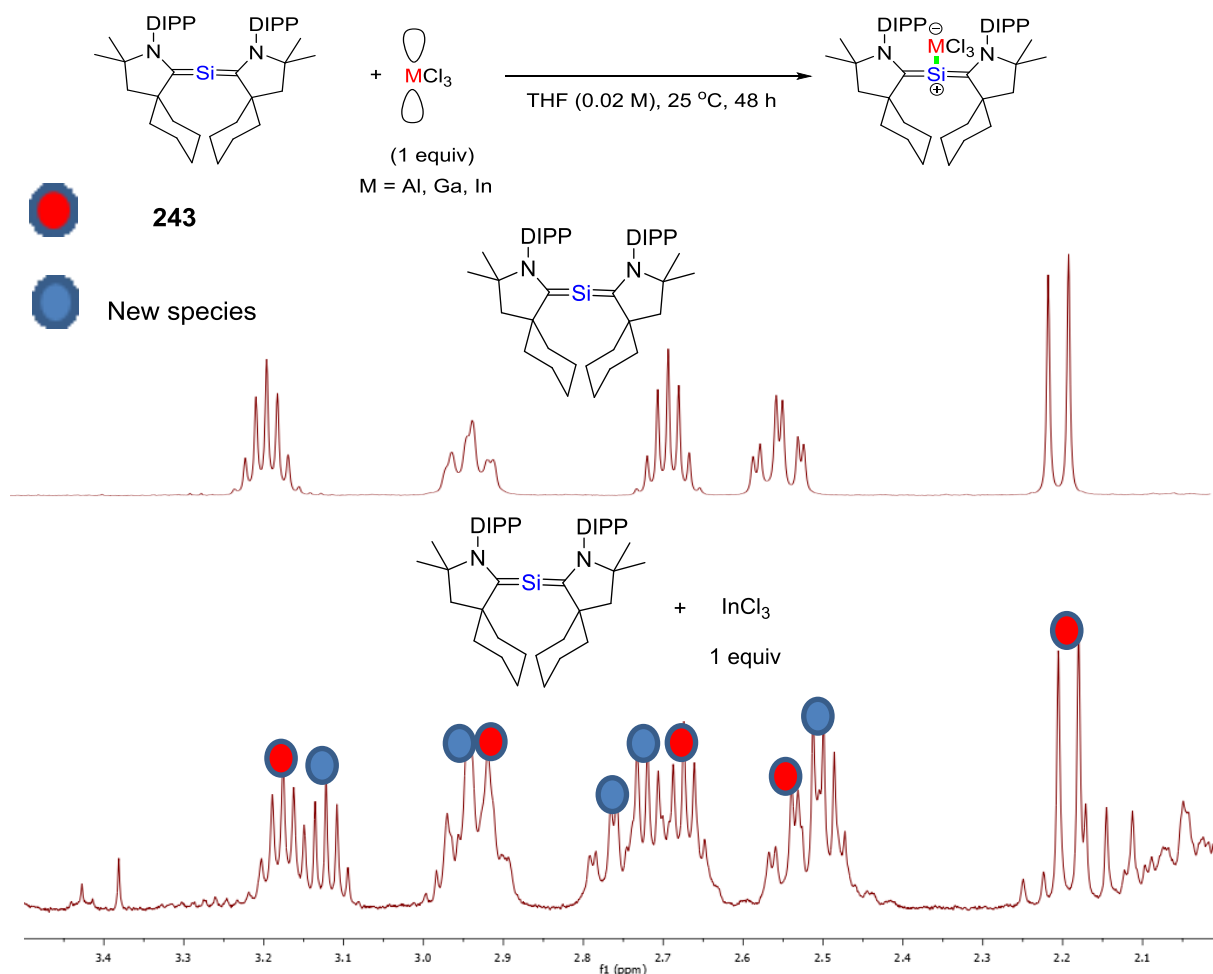 DIPP DIPP
N N
Si
+ MCl3
(1 equiv)
M = Al, Ga, In
THF (0.02 M), 25 oC, 48 h
DIPP ⊖ DIPP
N MCl3 N
Si
⊕
243
New species
DIPP DIPP
N N
Si
DIPP DIPP
N N
Si
+ InCl3
1 equiv
3.4 3.3 3.2 3.1 3.0 2.9 2.8 2.7 2.6 2.5 2.4 2.3 2.2 2.1
f1 (ppm)